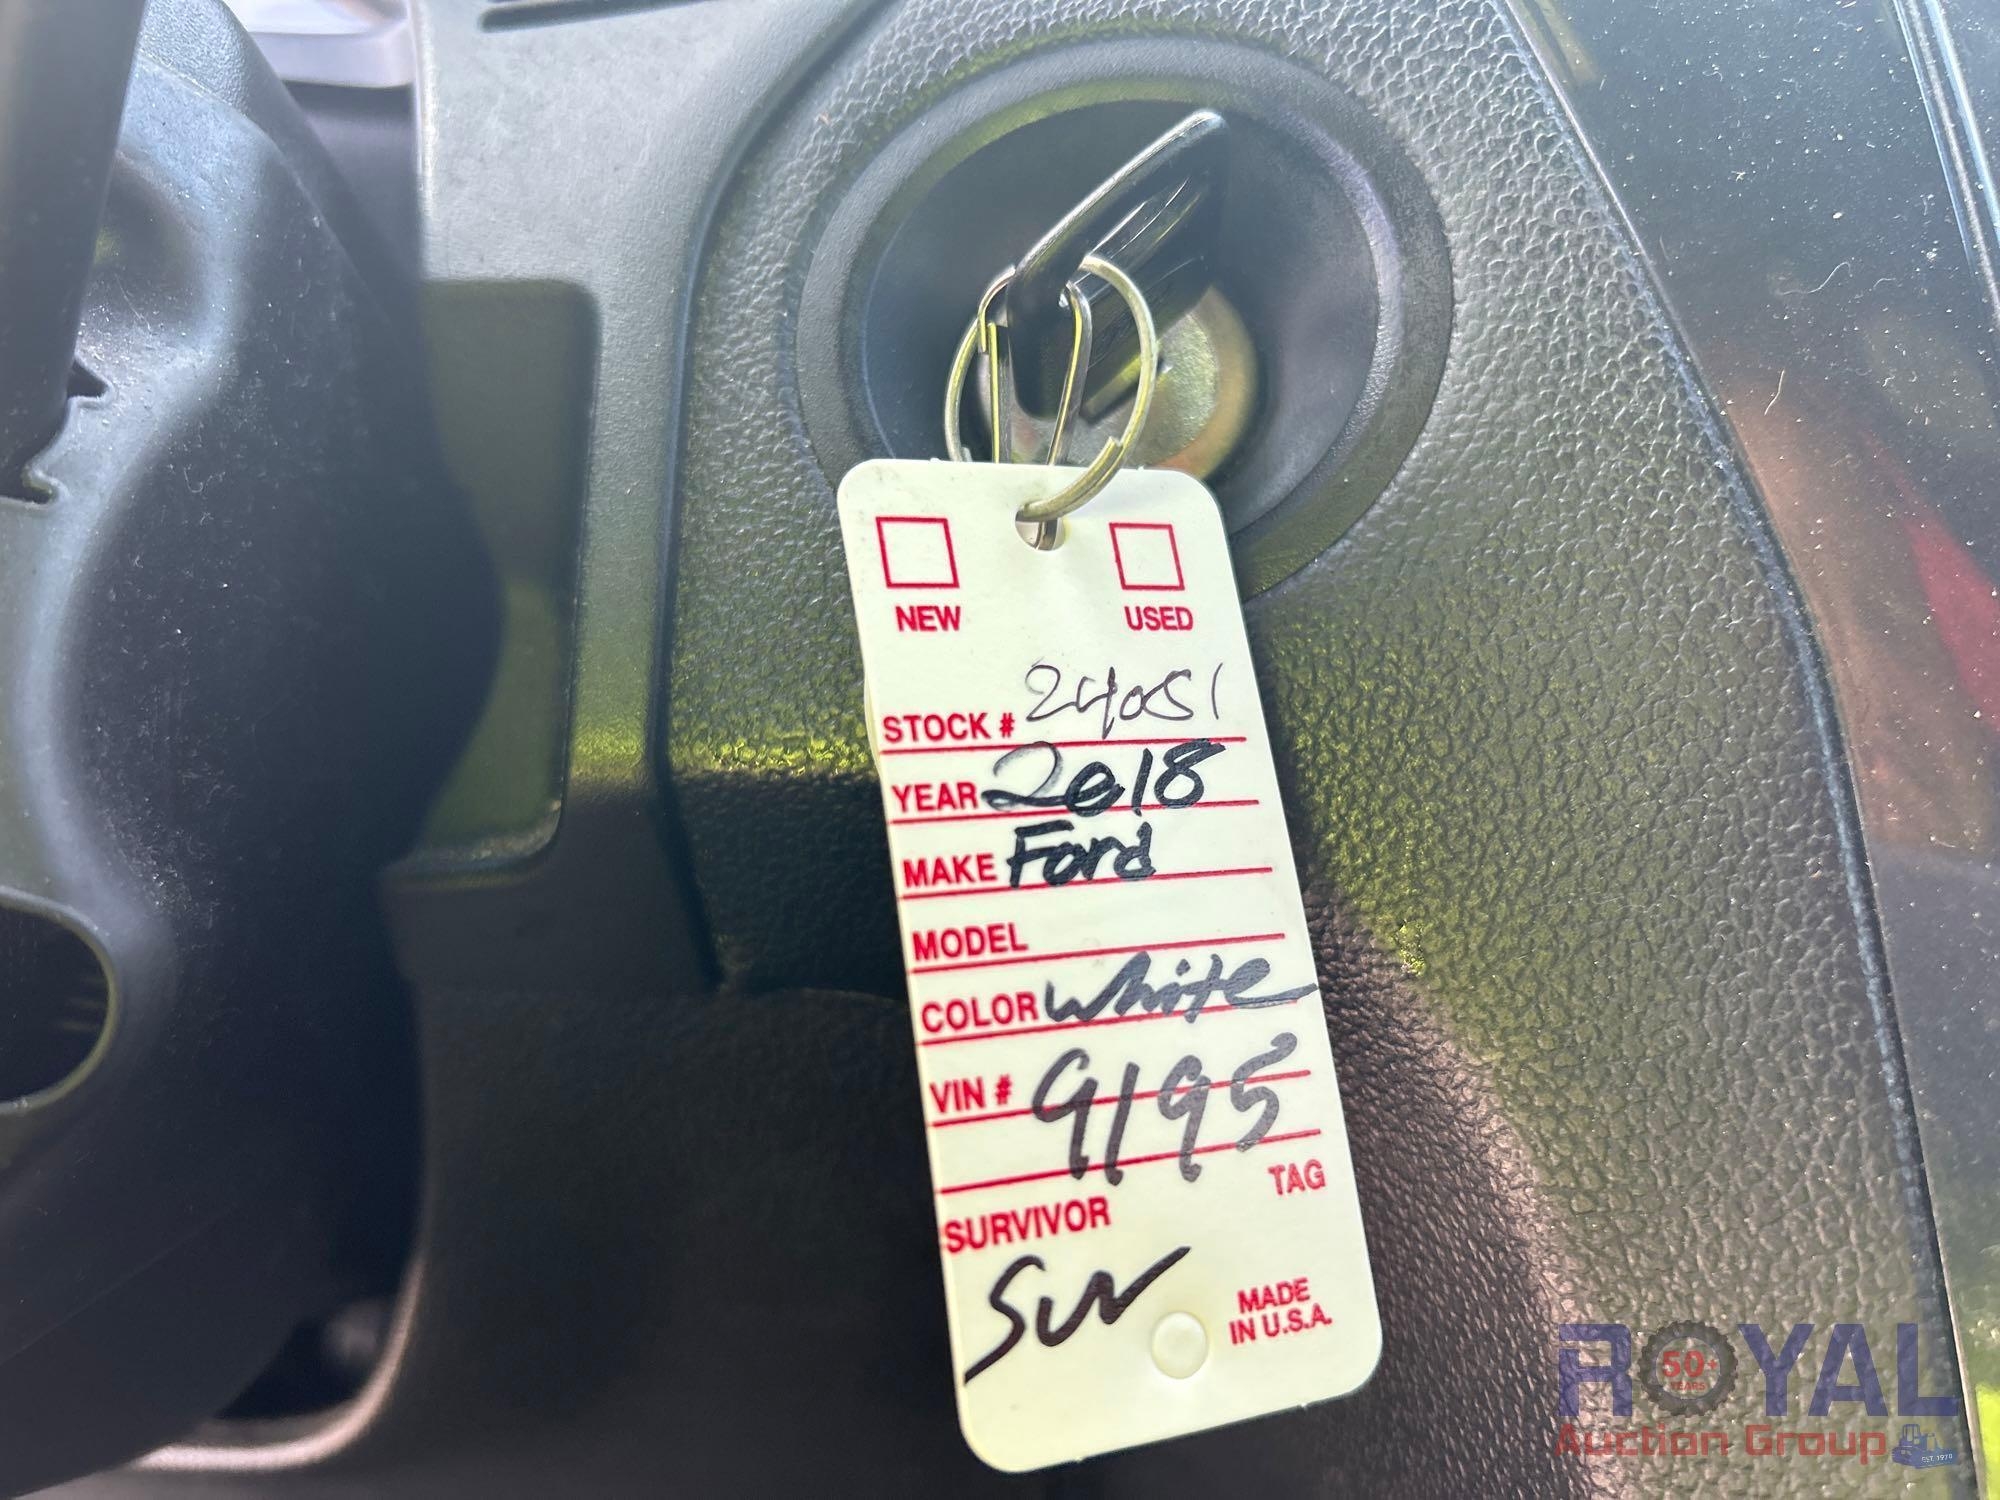 NEW USED
STOCK # 24051
YEAR 2018
MAKE Ford
MODEL
COLOR White
VIN # 9195
TAG
SURVIVOR
SUV
MADE
IN U.S.A.
ROYAL
50+
YEARS
Auction Group
EST. 1970